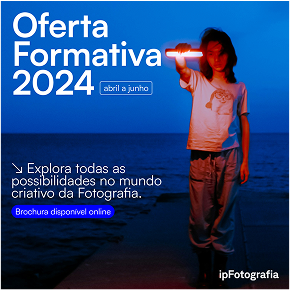 Oferta
Formativa
2024 abril a junho
↘ Explora todas as
possibilidades no mundo
criativo da Fotografia.
Brochura disponível online
ipFotografia